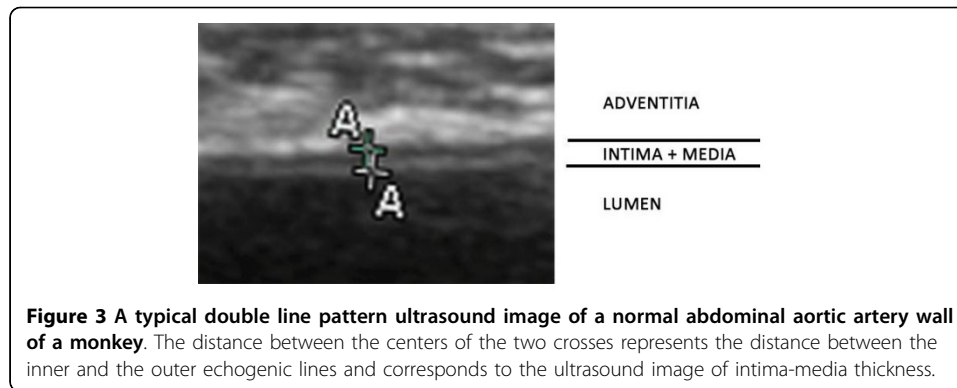 A
A
ADVENTITIA
INTIMA + MEDIA
LUMEN
Figure 3 A typical double line pattern ultrasound image of a normal abdominal aortic artery wall
of a monkey. The distance between the centers of the two crosses represents the distance between the
inner and the outer echogenic lines and corresponds to the ultrasound image of intima-media thickness.